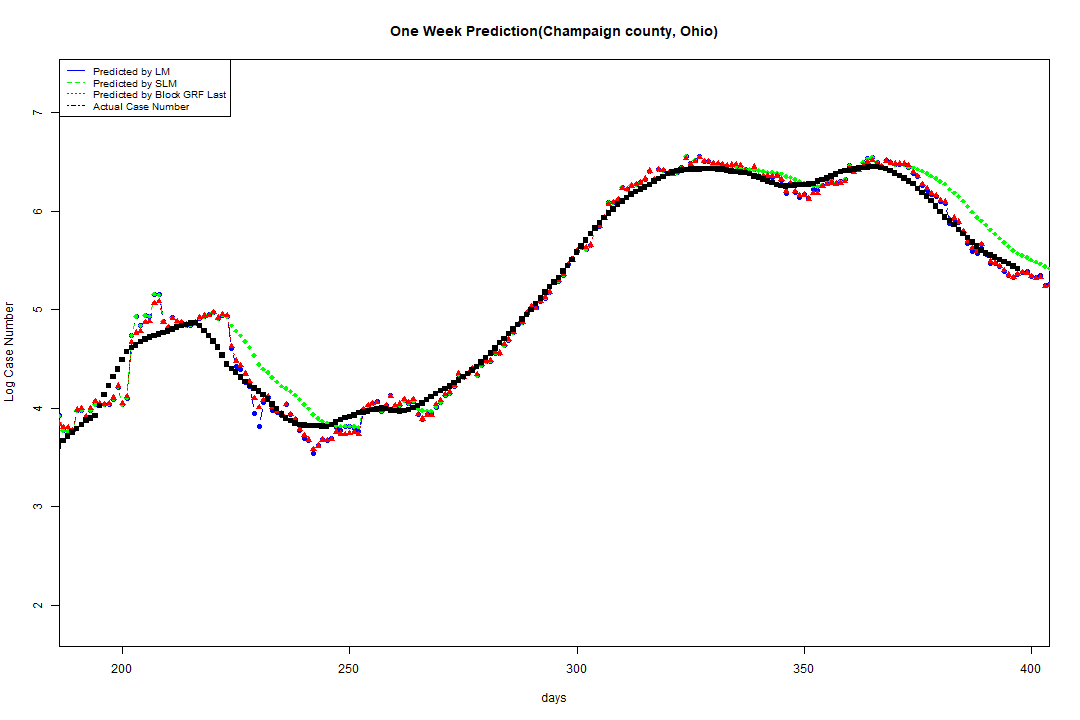 One Week Prediction(Champaign county, Ohio)
Predicted by LM
Predicted by SLM
Predicted by Block GRF Last
Actual Case Number
7
6
5
4
3
2
Log Case Number
200 250 300 350 400
days